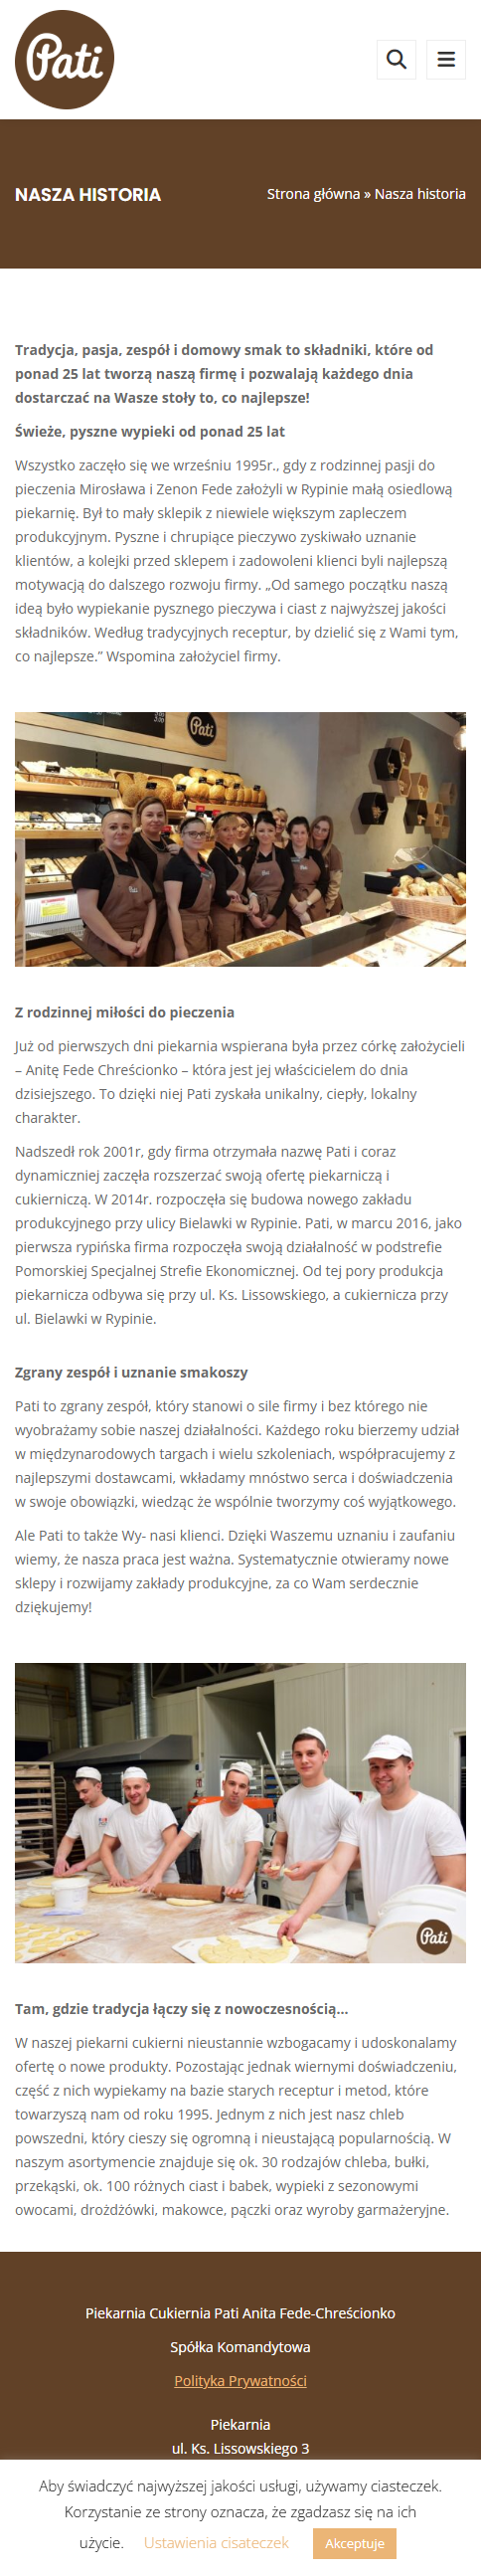 Pati
NASZA HISTORIA
Strona główna » Nasza historia
Tradycja, pasja, zespół i domowy smak to składniki, które od
ponad 25 lat tworzą naszą firmę i pozwalają każdego dnia
dostarczać na Wasze stoły to, co najlepsze!
Świeże, pyszne wypieki od ponad 25 lat
Wszystko zaczęło się we wrześniu 1995r., gdy z rodzinnej pasji do
pieczenia Mirosława i Zenon Fede założyli w Rypinie małą osiedlową
piekarnię. Był to mały sklepik z niewiele większym zapleczem
produkcyjnym. Pyszne i chrupiące pieczywo zyskiwało uznanie
klientów, a kolejki przed sklepem i zadowoleni klienci byli najlepszą
motywacją do dalszego rozwoju firmy. „Od samego początku naszą
ideą było wypiekanie pysznego pieczywa i ciast z najwyższej jakości
składników. Według tradycyjnych receptur, by dzielić się z Wami tym,
co najlepsze.” Wspomina założyciel firmy.
Pati
Z rodzinnej miłości do pieczenia
Już od pierwszych dni piekarnia wspierana była przez córkę założycieli
– Anitę Fede Chreścionko – która jest jej właścicielem do dnia
dzisiejszego. To dzięki niej Pati zyskała unikalny, ciepły, lokalny
charakter.
Nadszedł rok 2001r, gdy firma otrzymała nazwę Pati i coraz
dynamiczniej zaczęła rozszerzać swoją ofertę piekarniczą i
cukierniczą. W 2014r. rozpoczęła się budowa nowego zakładu
produkcyjnego przy ulicy Bielawki w Rypinie. Pati, w marcu 2016, jako
pierwsza rypińska firma rozpoczęła swoją działalność w podstrefie
Pomorskiej Specjalnej Strefie Ekonomicznej. Od tej pory produkcja
piekarnicza odbywa się przy ul. Ks. Lissowskiego, a cukiernicza przy
ul. Bielawki w Rypinie.
Zgrany zespół i uznanie smakoszy
Pati to zgrany zespół, który stanowi o sile firmy i bez którego nie
wyobrażamy sobie naszej działalności. Każdego roku bierzemy udział
w międzynarodowych targach i wielu szkoleniach, współpracujemy z
najlepszymi dostawcami, wkładamy mnóstwo serca i doświadczenia
w swoje obowiązki, wiedząc że wspólnie tworzymy coś wyjątkowego.
Ale Pati to także Wy- nasi klienci. Dzięki Waszemu uznaniu i zaufaniu
wiemy, że nasza praca jest ważna. Systematycznie otwieramy nowe
sklepy i rozwijamy zakłady produkcyjne, za co Wam serdecznie
dziękujemy!
Pati
Tam, gdzie tradycja łączy się z nowoczesnością…
W naszej piekarni cukierni nieustannie wzbogacamy i udoskonalamy
ofertę o nowe produkty. Pozostając jednak wiernymi doświadczeniu,
część z nich wypiekamy na bazie starych receptur i metod, które
towarzyszą nam od roku 1995. Jednym z nich jest nasz chleb
powszedni, który cieszy się ogromną i nieustającą popularnością. W
naszym asortymencie znajduje się ok. 30 rodzajów chleba, bułki,
przekąski, ok. 100 różnych ciast i babek, wypieki z sezonowymi
owocami, drożdżówki, makowce, pączki oraz wyroby garmażeryjne.
Piekarnia Cukiernia Pati Anita Fede-Chreścionko
Spółka Komandytowa
Polityka Prywatności
Piekarnia
ul. Ks. Lissowskiego 3
Aby świadczyć najwyższej jakości usługi, używamy ciasteczek.
Korzystanie ze strony oznacza, że zgadzasz się na ich
użycie. Ustawienia cisateczek Akceptuje